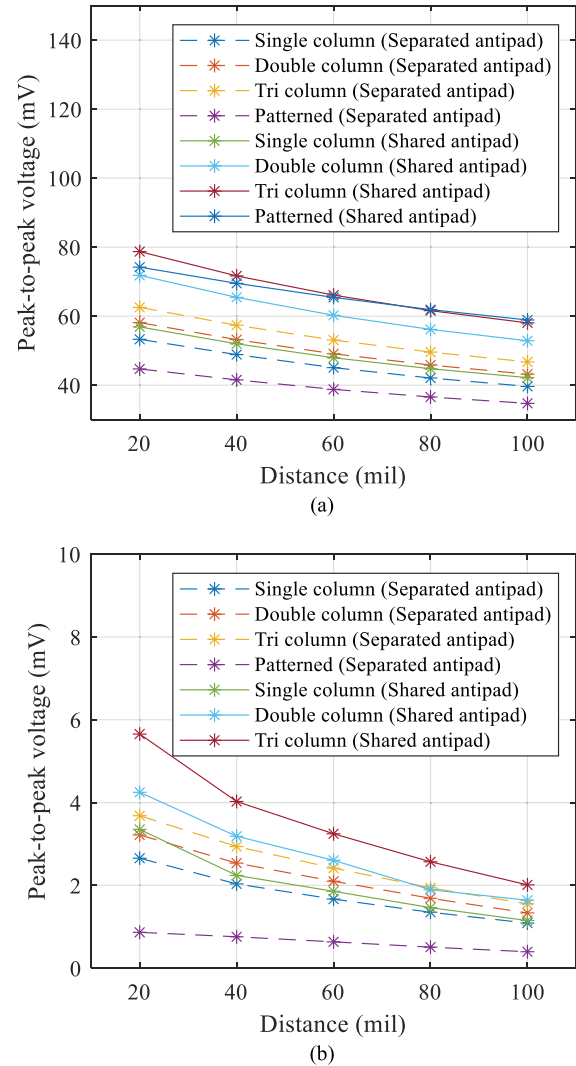 140
120
100
80
60
40
Peak-to-peak voltage (mV)
Single column (Separated antipad)
Double column (Separated antipad)
Tri column (Separated antipad)
Patterned (Separated antipad)
Single column (Shared antipad)
Double column (Shared antipad)
Tri column (Shared antipad)
Patterned (Shared antipad)
20 40 60 80 100
Distance (mil)
(a)
10
8
6
4
2
0
Peak-to-peak voltage (mV)
Single column (Separated antipad)
Double column (Separated antipad)
Tri column (Separated antipad)
Patterned (Separated antipad)
Single column (Shared antipad)
Double column (Shared antipad)
Tri column (Shared antipad)
20 40 60 80 100
Distance (mil)
(b)